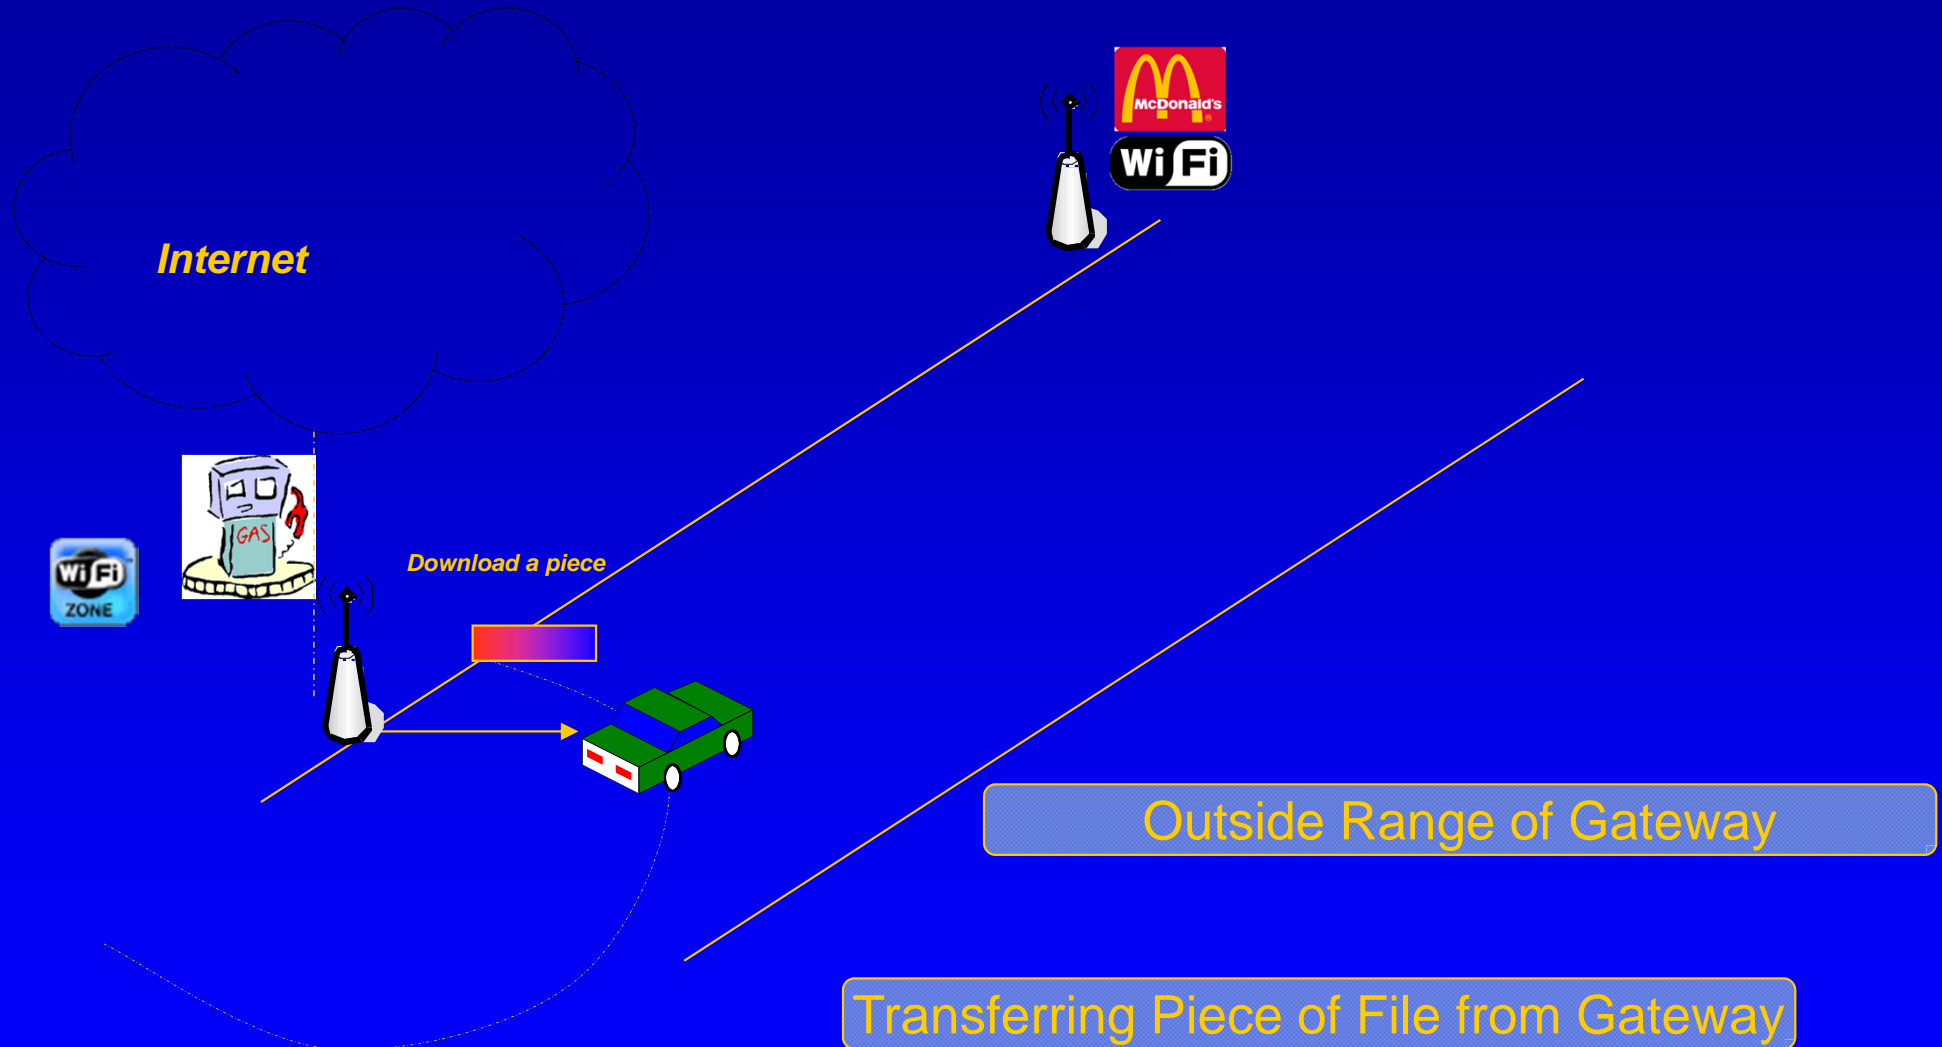 McDonald's
Wi Fi
Internet
GAS
Wi Fi
ZONE
Download a piece
Outside Range of Gateway
Transferring Piece of File from Gateway